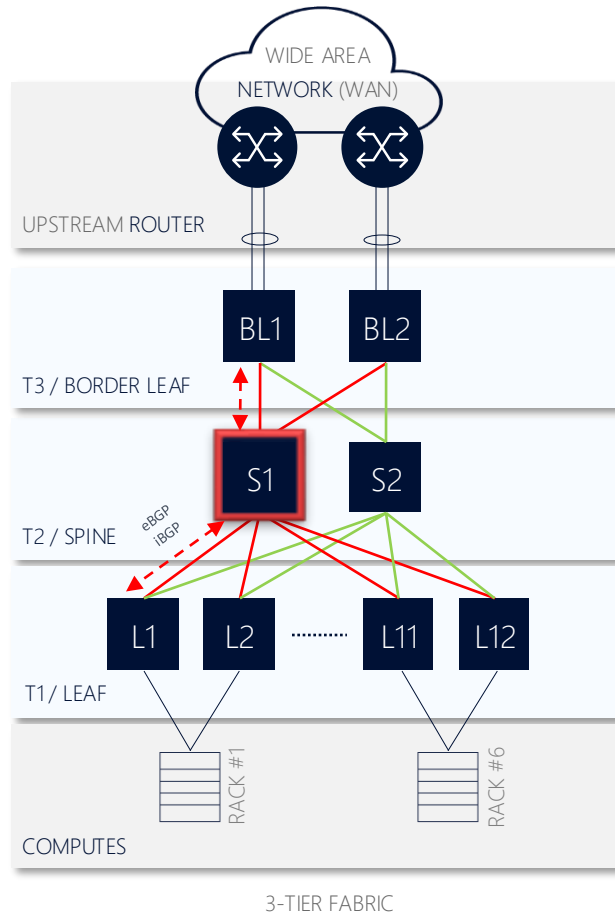 WIDE AREA
NETWORK (WAN)
UPSTREAM ROUTER
BL1
BL2
T3 / BORDER LEAF
S1
S2
eBGP
iBGP
T2 / SPINE
L1
L2
L11
L12
T1 / LEAF
RACK #1
RACK #6
COMPUTES
3-TIER FABRIC